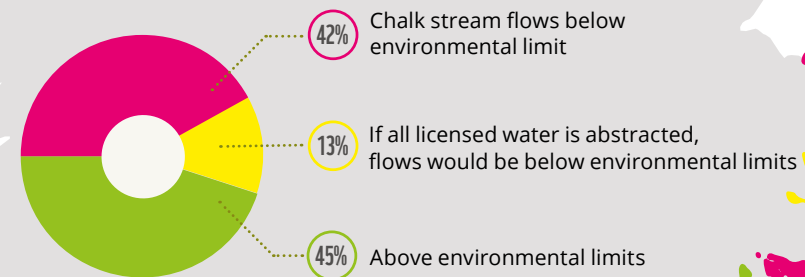 42%
Chalk stream flows below
environmental limit
13%
If all licensed water is abstracted,
flows would be below environmental limits
45%
Above environmental limits